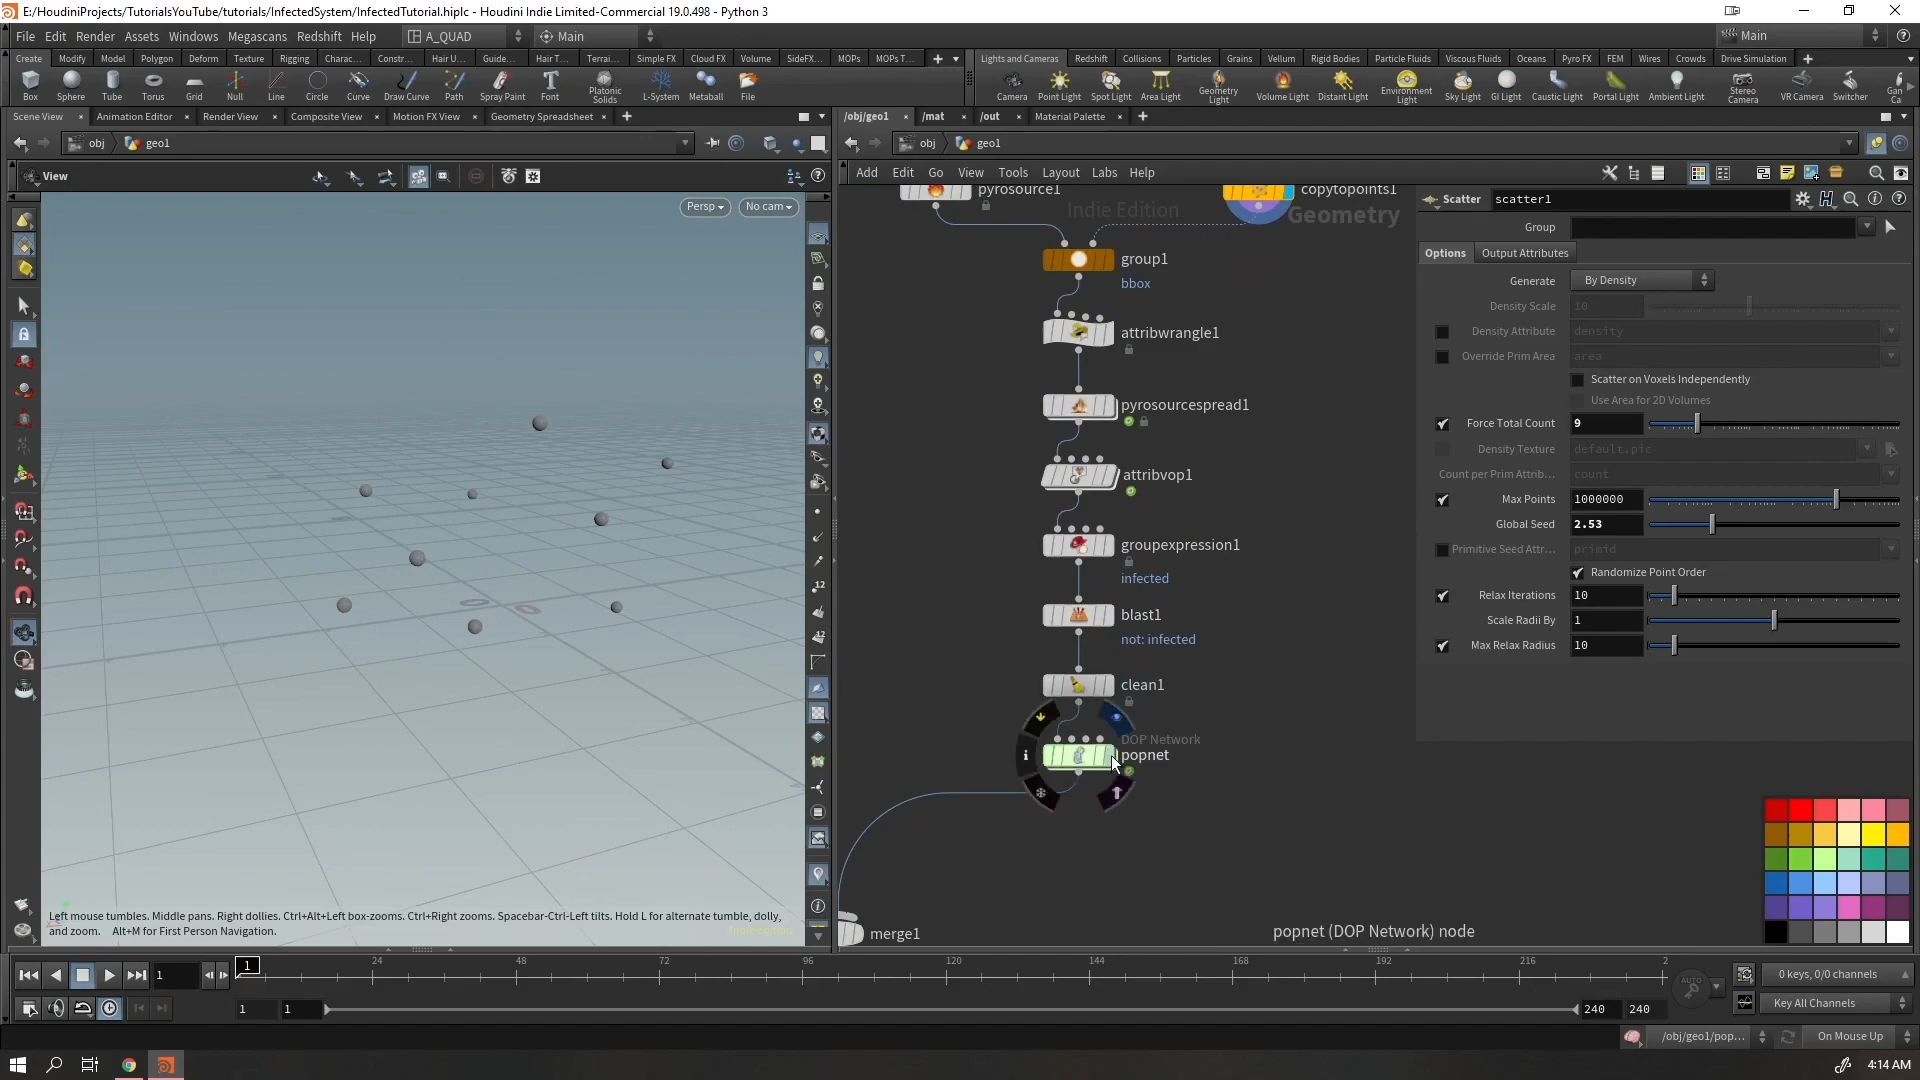 E:/HoudiniProjects/TutorialsYouTube/tutorials/InfectedSystem/InfectedTutorial.hiplc - Houdini Indie Limited-Commercial 19.0.498 - Python 3
File Edit Render Assets Windows Megascans Redshift Help A_QUAD Main Main
Create Modify Model Polygon Deform Texture Rigging Charac... Constr... Hair U... Guide... Hair T... Terrai... Simple FX Cloud FX Volume SideFX... MOPs MOPs T...
Lights and Cameras Redshift Collisions Particles Grains Vellum Rigid Bodies Particle Fluids Viscous Fluids Oceans Pyro FX FEM Wires Crowds Drive Simulation
Box Sphere Tube Torus Grid Null Line Circle Curve Draw Curve Path Spray Paint Font Platonic Solids L-System Metaball File
Camera Point Light Spot Light Area Light Geometry Light Volume Light Distant Light Environment Light Sky Light GI Light Caustic Light Portal Light Ambient Light Stereo Camera VR Camera Switcher Gan Ca
Scene View Animation Editor Render View Composite View Motion FX View Geometry Spreadsheet
/obj/geo1 /mat /out Material Palette
obj geo1
obj geo1
View
Add Edit Go View Tools Layout Labs Help
Persp No cam
pyrosource1
copytopoints1
Indie Edition
Geometry
group1
bbox
attribwrangle1
pyrosourcespread1
attribvop1
groupexpression1
infected
blast1
not: infected
clean1
DOP Network
popnet
merge1
popnet (DOP Network) node
Scatter scatter1
Group
Options Output Attributes
Generate By Density
Density Scale 10
Density Attribute density
Override Prim Area area
Scatter on Voxels Independently
Use Area for 2D Volumes
Force Total Count 9
Density Texture default.pic
Count per Prim Attrib... count
Max Points 1000000
Global Seed 2.53
Primitive Seed Attr... primid
Randomize Point Order
Relax Iterations 10
Scale Radii By 1
Max Relax Radius 10
Left mouse tumbles. Middle pans. Right dollies. Ctrl+Alt+Left box-zooms. Ctrl+Right zooms. Spacebar-Ctrl-Left tilts. Hold L for alternate tumble, dolly,
and zoom. Alt+M for First Person Navigation.
Indie Edition
1 1 24 48 72 96 120 144 168 192 216 2
AUTO
0 keys, 0/0 channels
1 1 240 240
Key All Channels
/obj/geo1/pop... On Mouse Up
4:14 AM